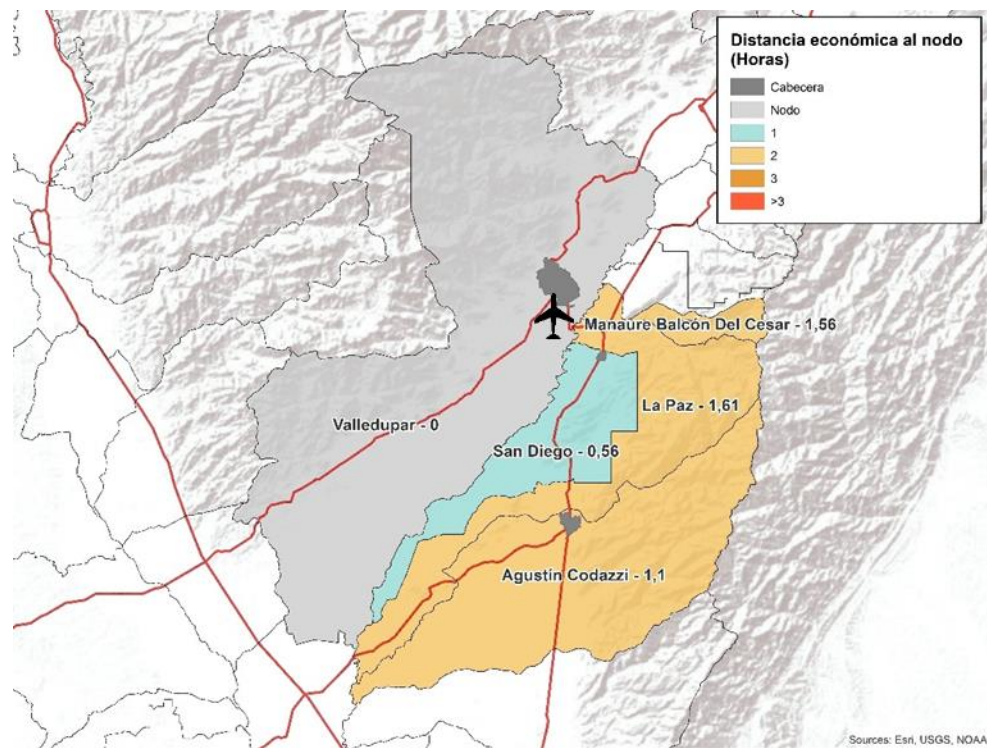 Distancia económica al nodo
(Horas)
Cabecera
Nodo
1
2
3
>3
Manaure Balcón Del Cesar - 1,56
La Paz - 1,61
Valledupar - 0
San Diego - 0,56
Agustín Codazzi - 1,1
Sources: Esri, USGS, NOAA